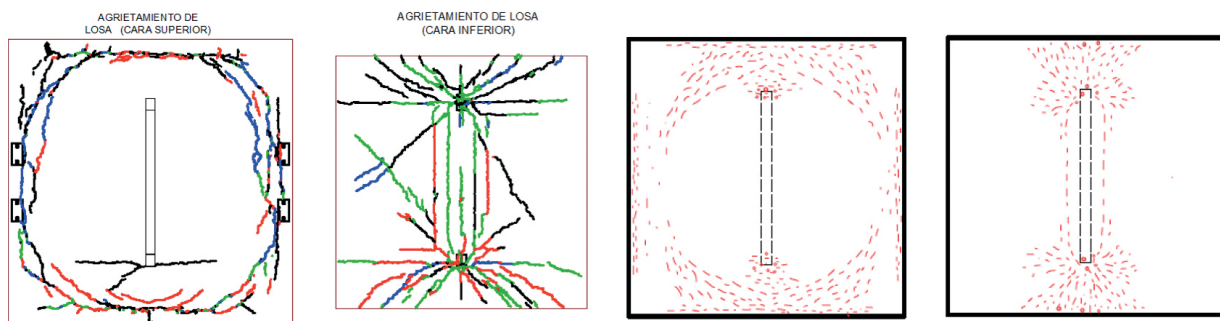 AGRIETAMIENTO DE
LOSA (CARA SUPERIOR)
AGRIETAMIENTO DE LOSA
(CARA INFERIOR)